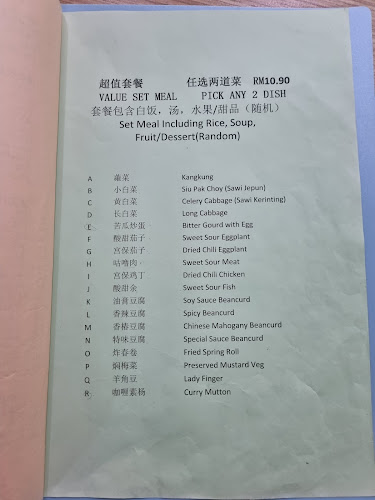 超值套餐 任选两道菜 RM10.90
VALUE SET MEAL PICK ANY 2 DISH
套餐包含白饭，汤，水果/甜品（随机）
Set Meal Including Rice, Soup,
Fruit/Dessert(Random)
A 蕹菜 Kangkung
B 小白菜 Siu Pak Choy (Sawi Jepun)
C 黄白菜 Celery Cabbage (Sawi Kerinting)
D 长白菜 Long Cabbage
E 苦瓜炒蛋 Bitter Gourd with Egg
F 酸甜茄子 Sweet Sour Eggplant
G 宫保茄子 Dried Chili Eggplant
H 咕噜肉 Sweet Sour Meat
I 宫保鸡丁 Dried Chili Chicken
J 酸甜余 Sweet Sour Fish
K 油煎豆腐 Soy Sauce Beancurd
L 香辣豆腐 Spicy Beancurd
M 香椿豆腐 Chinese Mahogany Beancurd
N 特味豆腐 Special Sauce Beancurd
O 炸春卷 Fried Spring Roll
P 焖梅菜 Preserved Mustard Veg
Q 羊角豆 Lady Finger
R 咖喱素杨 Curry Mutton